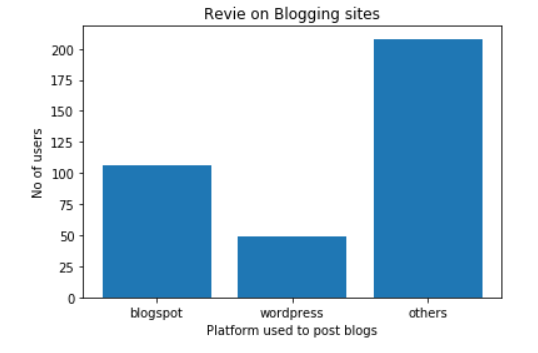 Revie on Blogging sites
No of users
200
175
150
125
100
75
50
25
0
blogspot wordpress others
Platform used to post blogs